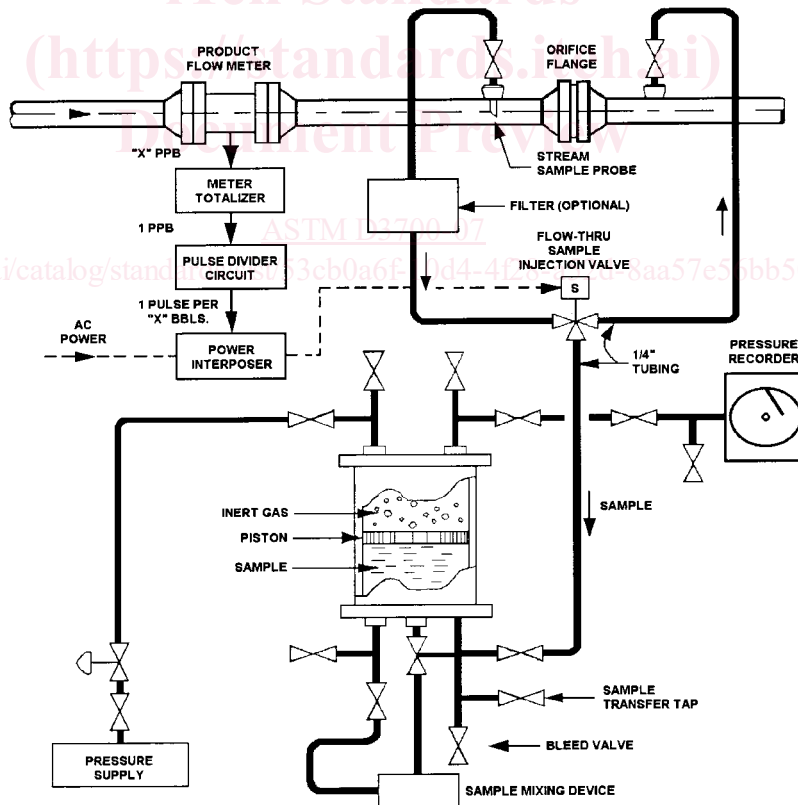 iTeh Standards
(https://standards.iteh.ai)
Document Preview
PRODUCT
FLOW METER
ORIFICE
FLANGE
"X" PPB
STREAM
SAMPLE PROBE
METER
TOTALIZER
FILTER (OPTIONAL)
1 PPB
ASTM D3700-07
FLOW-THRU
SAMPLE
INJECTION VALVE
PULSE DIVIDER
CIRCUIT
S
1 PULSE PER
"X" BBLS.
AC
POWER
POWER
INTERPOSER
1/4"
TUBING
PRESSURE
RECORDER
INERT GAS
SAMPLE
PISTON
SAMPLE
SAMPLE
TRANSFER TAP
BLEED VALVE
PRESSURE
SUPPLY
SAMPLE MIXING DEVICE